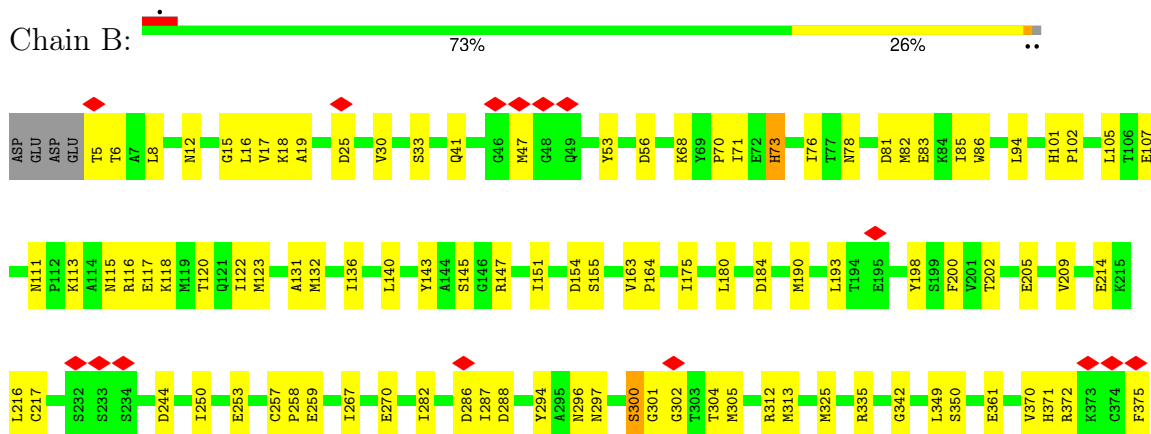 Chain B:
73%
26%
ASP GLU ASP GLU T5 T6 A7 L8 N12 G15 L16 V17 K18 A19 D25 V30 S33 Q41 G46 M47 G48 Q49 Y53 D56 K68 Y69 P70 I71 E72 H73 I76 T77 N78 D81 M82 E83 K84 I85 W86 L94 H101 P102 L105 T106 E107
N111 P112 K113 A114 N115 R116 E117 K118 M119 T120 Q121 I122 M123 A131 M132 I136 L140 Y143 A144 S145 G146 R147 I151 D154 S155 V163 P164 I175 L180 D184 M190 L193 T194 E195 Y198 S199 F200 V201 T202 E205 V209 E214 K215
L216 C217 S232 S233 S234 D244 I250 E253 C257 P258 E259 I267 E270 I282 D286 I287 D288 Y294 A295 N296 N297 S300 G301 G302 T303 T304 M305 R312 M313 M325 R335 G342 L349 S350 E361 V370 H371 R372 K373 C374 F375